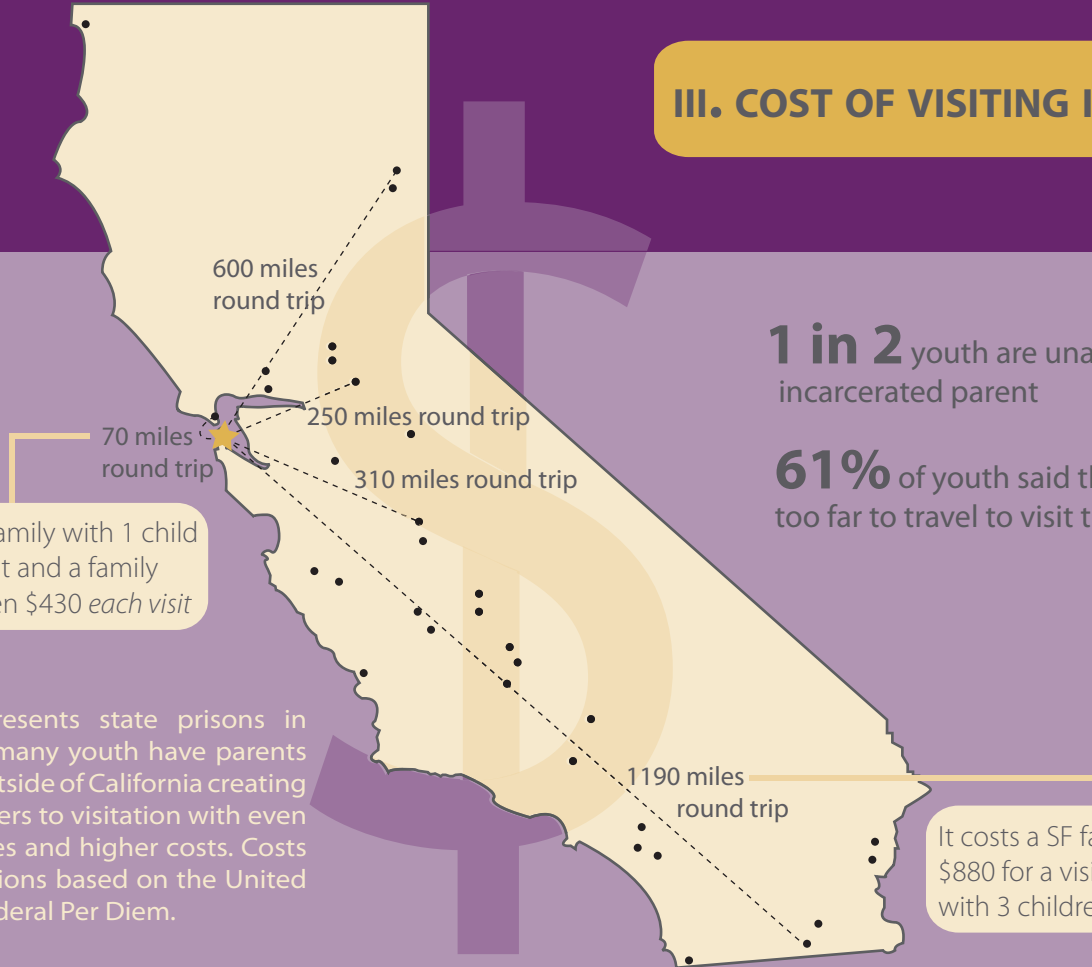 III. COST OF VISITING I
600 miles
round trip
1 in 2 youth are una
incarcerated parent
250 miles round trip
70 miles
round trip
310 miles round trip
61% of youth said th
too far to travel to visit t
amily with 1 child
t and a family
en $430 each visit
resents state prisons in
many youth have parents
tside of California creating
ers to visitation with even
es and higher costs. Costs
ions based on the United
deral Per Diem.
1190 miles
round trip
It costs a SF fa
$880 for a visi
with 3 childre